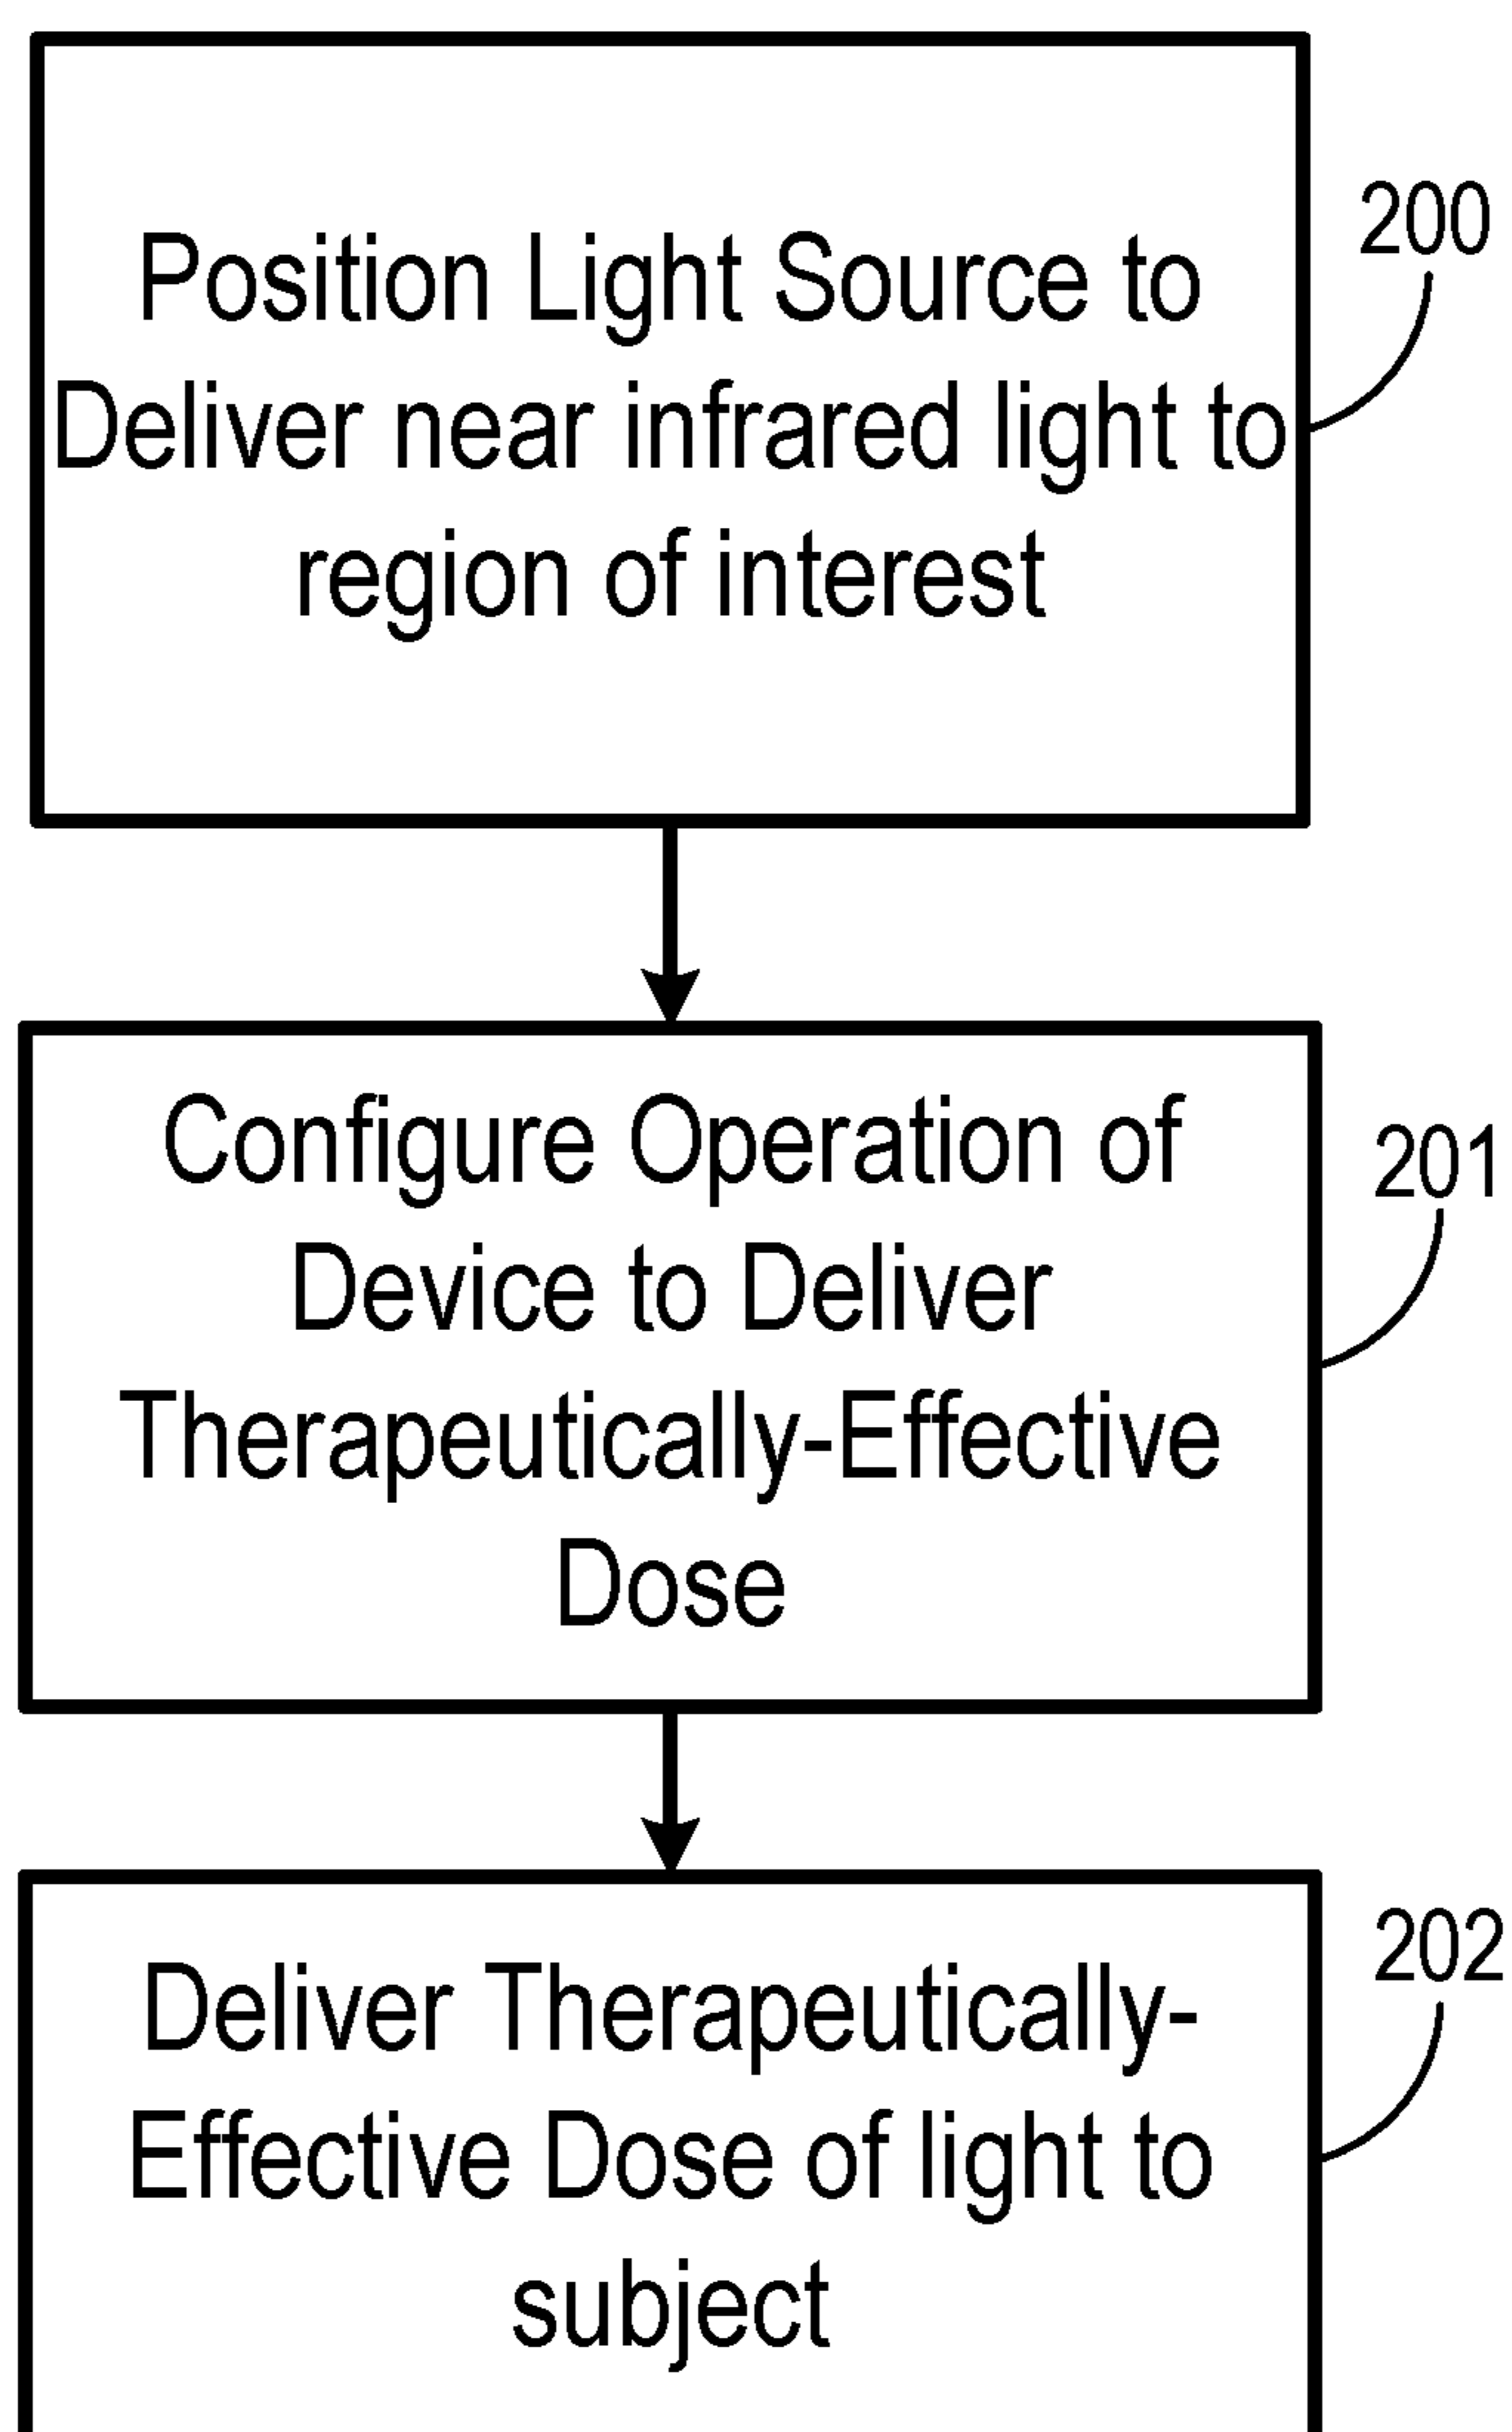 Position Light Source to
Deliver near infrared light to
region of interest
200
Configure Operation of
Device to Deliver
Therapeutically-Effective
Dose
201
Deliver Therapeutically-
Effective Dose of light to
subject
202